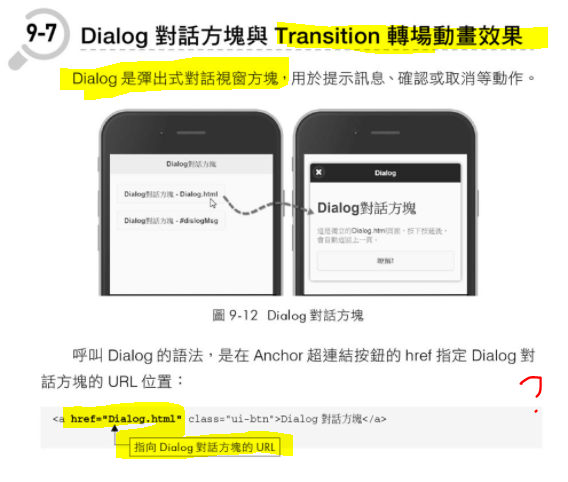 9-7 Dialog 對話方塊與 Transition 轉場動畫效果
Dialog 是彈出式對話視窗方塊，用於提示訊息、確認或取消等動作。
Dialog對話方塊
Dialog對話方塊 - Dialog.html
Dialog對話方塊 - #dialogMsg
Dialog
Dialog對話方塊
這是獨立的Dialog.html頁面，按下按鈕後，
會自動返回上一頁。
瞭解!
圖 9-12 Dialog 對話方塊
呼叫 Dialog 的語法，是在 Anchor 超連結按鈕的 href 指定 Dialog 對
話方塊的 URL 位置：
<a href="Dialog.html" class="ui-btn">Dialog 對話方塊</a>
指向 Dialog 對話方塊的 URL